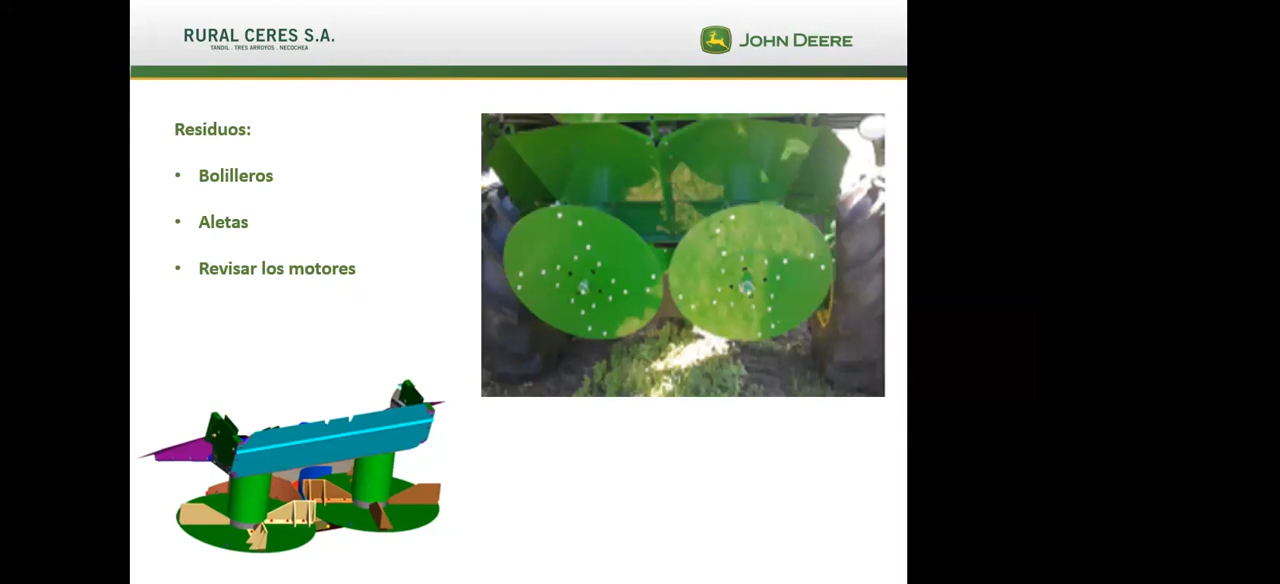 RURAL CERES S.A.
TANDIL . TRES ARROYOS . NECOCHEA
JOHN DEERE
Residuos:
• Bolilleros
• Aletas
• Revisar los motores